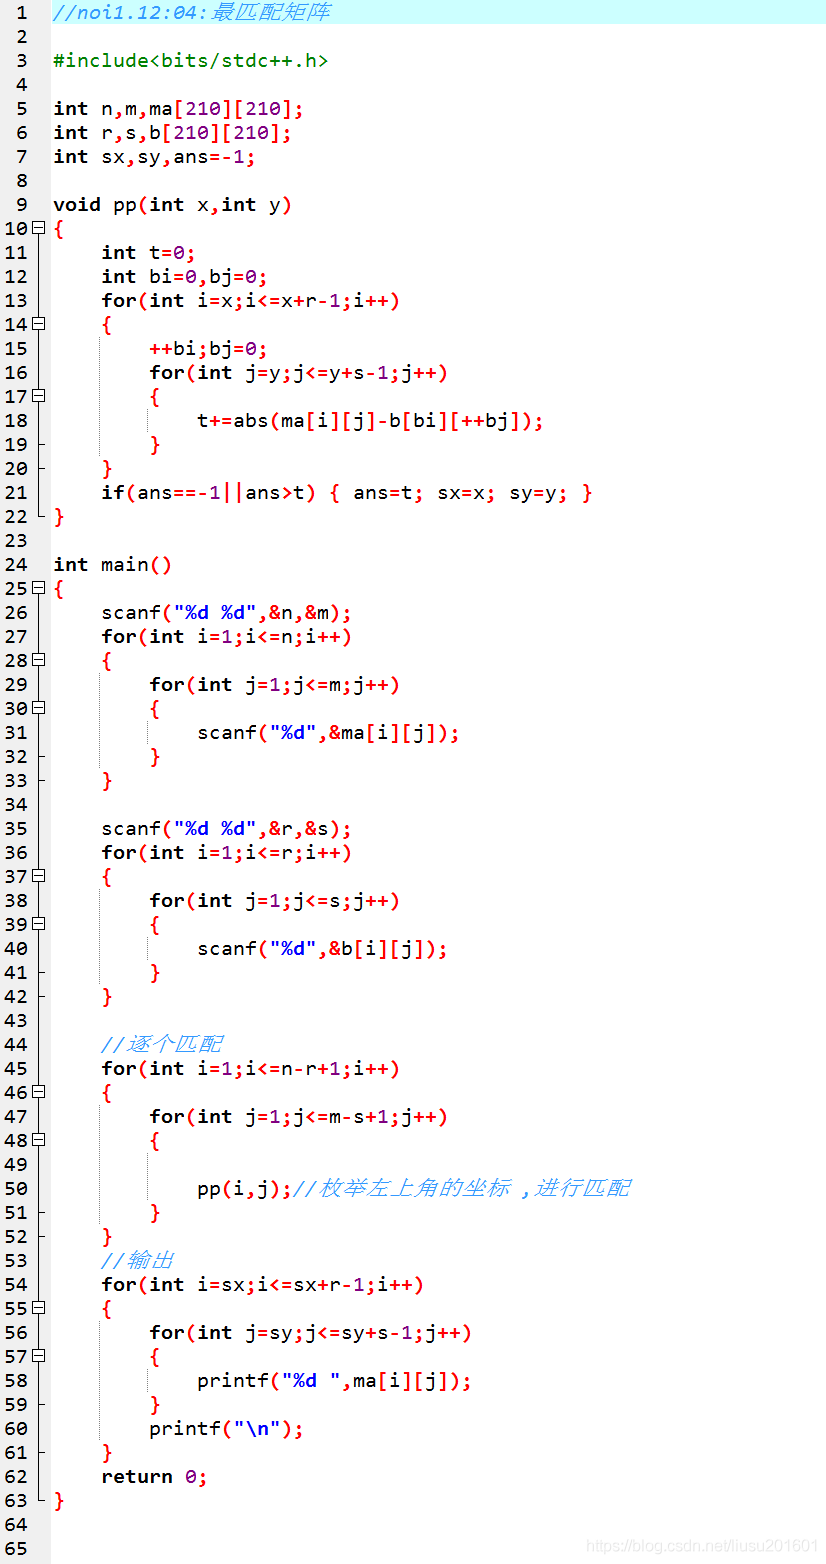 1 //noi1.12:04:最匹配矩阵
2
3 #include<bits/stdc++.h>
4
5 int n,m,ma[210][210];
6 int r,s,b[210][210];
7 int sx,sy,ans=-1;
8
9 void pp(int x,int y)
10 {
11     int t=0;
12     int bi=0,bj=0;
13     for(int i=x;i<=x+r-1;i++)
14     {
15         ++bi;bj=0;
16         for(int j=y;j<=y+s-1;j++)
17         {
18             t+=abs(ma[i][j]-b[bi][++bj]);
19         }
20     }
21     if(ans==-1||ans>t) { ans=t; sx=x; sy=y; }
22 }
23
24 int main()
25 {
26     scanf("%d %d",&n,&m);
27     for(int i=1;i<=n;i++)
28     {
29         for(int j=1;j<=m;j++)
30         {
31             scanf("%d",&ma[i][j]);
32         }
33     }
34
35     scanf("%d %d",&r,&s);
36     for(int i=1;i<=r;i++)
37     {
38         for(int j=1;j<=s;j++)
39         {
40             scanf("%d",&b[i][j]);
41         }
42     }
43
44     //逐个匹配
45     for(int i=1;i<=n-r+1;i++)
46     {
47         for(int j=1;j<=m-s+1;j++)
48         {
49
50             pp(i,j);//枚举左上角的坐标 ,进行匹配
51         }
52     }
53     //输出
54     for(int i=sx;i<=sx+r-1;i++)
55     {
56         for(int j=sy;j<=sy+s-1;j++)
57         {
58             printf("%d ",ma[i][j]);
59         }
60         printf("\n");
61     }
62     return 0;
63 }
64
65
https://blog.csdn.net/liusu201601